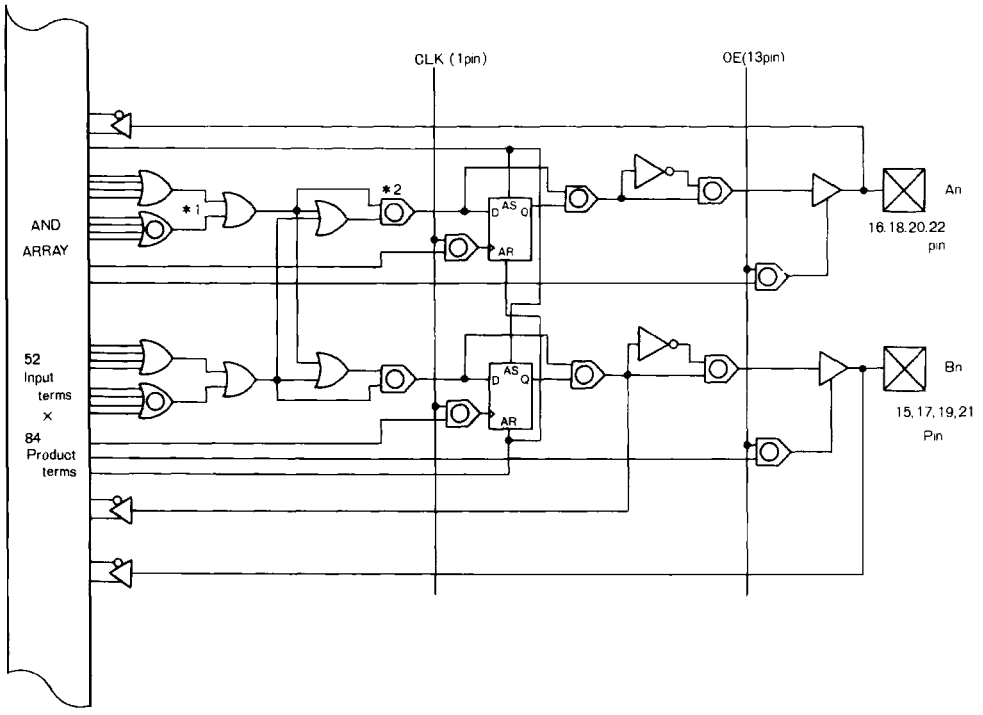 CLK (1pin)
OE(13pin)
*1
*2
D
AS
Q
AR
An
16.18.20.22
pin
AND
ARRAY
52
Input
terms
×
84
Product
terms
D
AS
Q
AR
Bn
15, 17, 19, 21
Pin